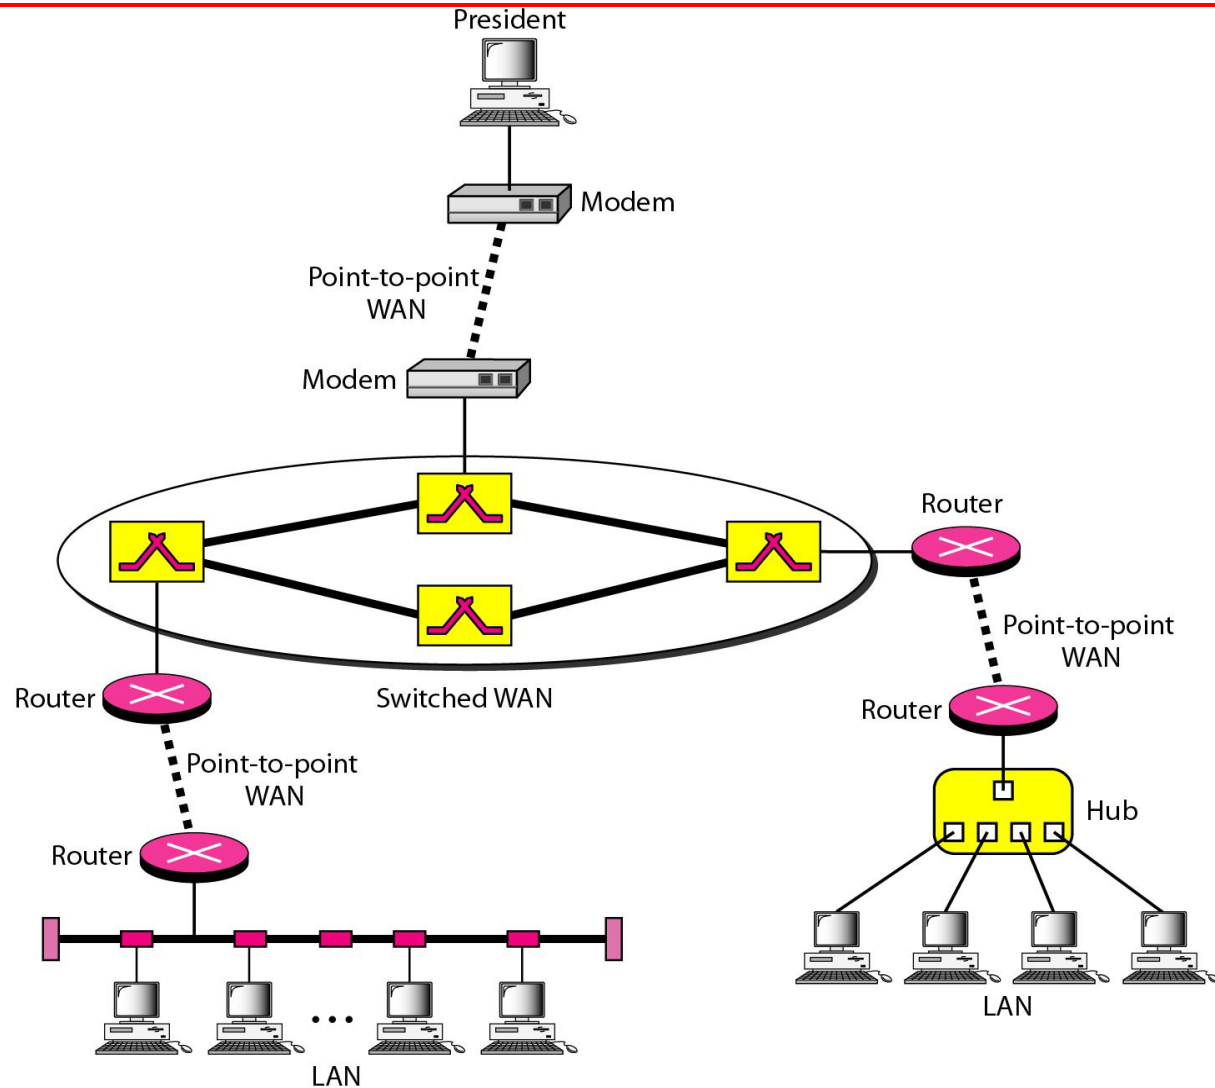 President
Modem
Point-to-point
WAN
Modem
Router
Point-to-point
WAN
Router
Switched WAN
Router
Point-to-point
WAN
Router
Hub
LAN
LAN